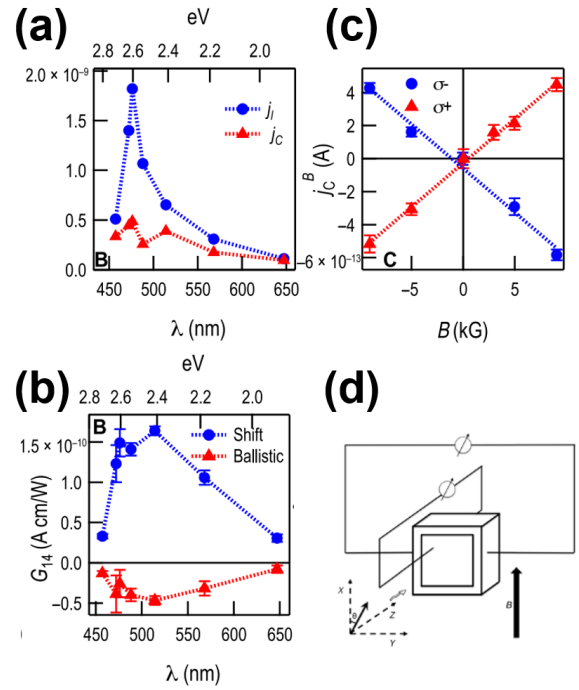 (a)
eV
2.8 2.6 2.4 2.2 2.0
2.0 × 10⁻⁹
1.5
1.0
0.5
0.0
j_I
j_C
B
450 500 550 600 650
λ (nm)
(c)
σ-
σ+
j_C^B (A)
4
2
0
−2
−4
−6 × 10⁻¹³
C
−5 0 5
B (kG)
(b)
eV
2.8 2.6 2.4 2.2 2.0
B
Shift
Ballistic
G₁₄ (A cm/W)
1.5 × 10⁻¹⁰
1.0
0.5
0.0
−0.5
450 500 550 600 650
λ (nm)
(d)
X
θ
Z
Y
B